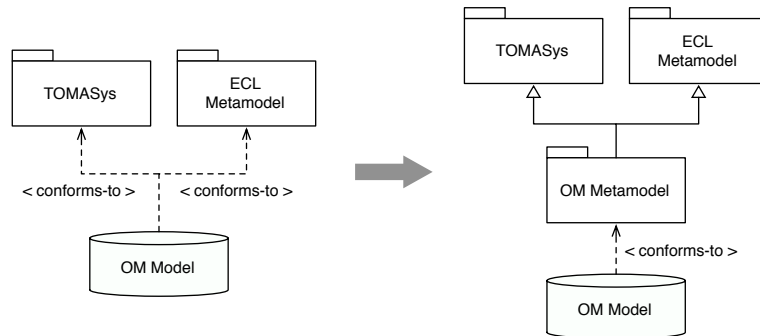 TOMASys
ECL
Metamodel
< conforms-to >
< conforms-to >
OM Model
TOMASys
ECL
Metamodel
OM Metamodel
< conforms-to >
OM Model